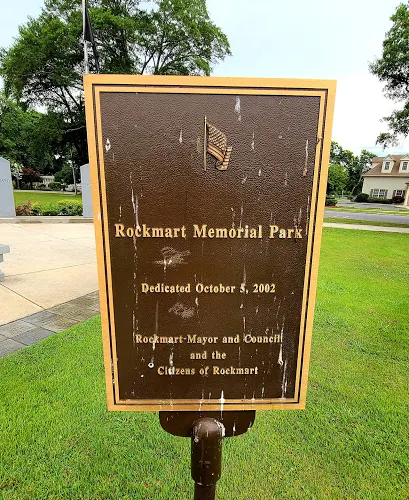 Rockmart Memorial Park
Dedicated October 5, 2002
Rockmart Mayor and Council
and the
Citizens of Rockmart